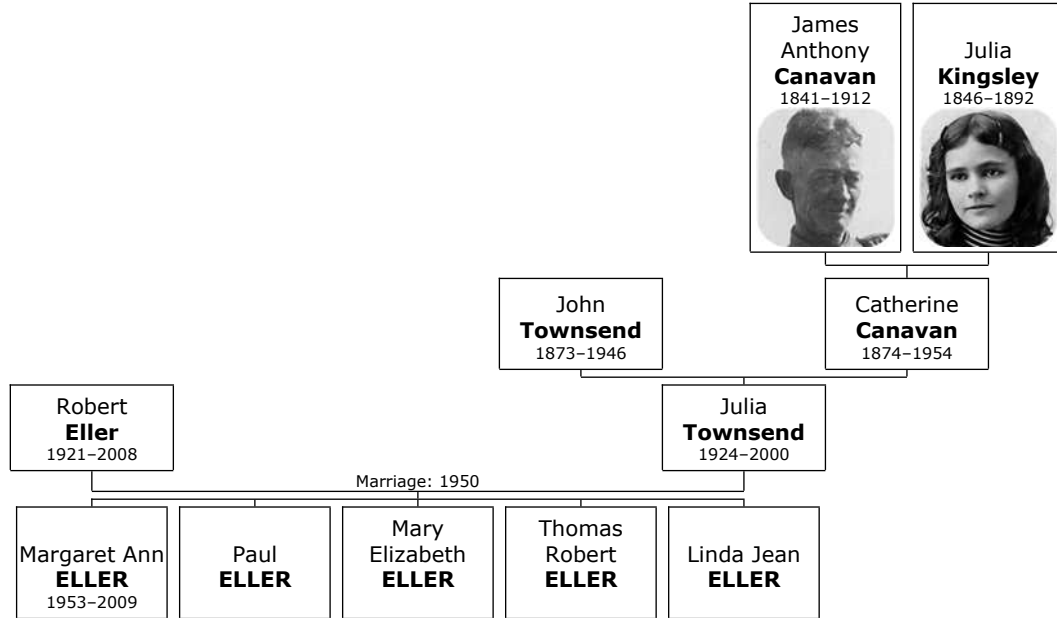 James
Anthony
Canavan
1841–1912
Julia
Kingsley
1846–1892
John
Townsend
1873–1946
Catherine
Canavan
1874–1954
Robert
Eller
1921–2008
Julia
Townsend
1924–2000
Marriage: 1950
Margaret Ann
ELLER
1953–2009
Paul
ELLER
Mary
Elizabeth
ELLER
Thomas
Robert
ELLER
Linda Jean
ELLER